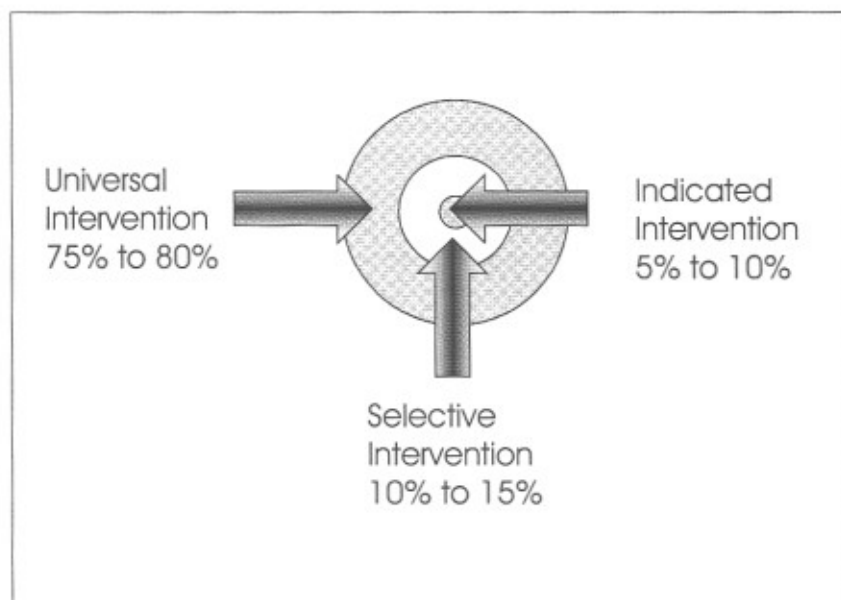 Universal
Intervention
75% to 80%
Indicated
Intervention
5% to 10%
Selective
Intervention
10% to 15%